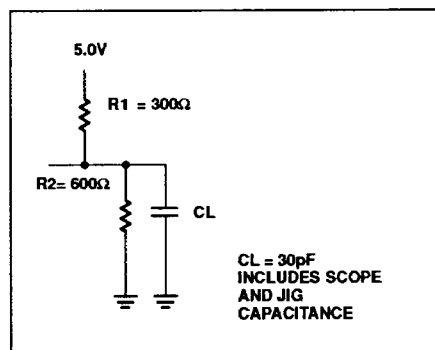 5.0V
R1 = 300Ω
R2= 600Ω
CL
CL = 30pF
INCLUDES SCOPE
AND JIG
CAPACITANCE